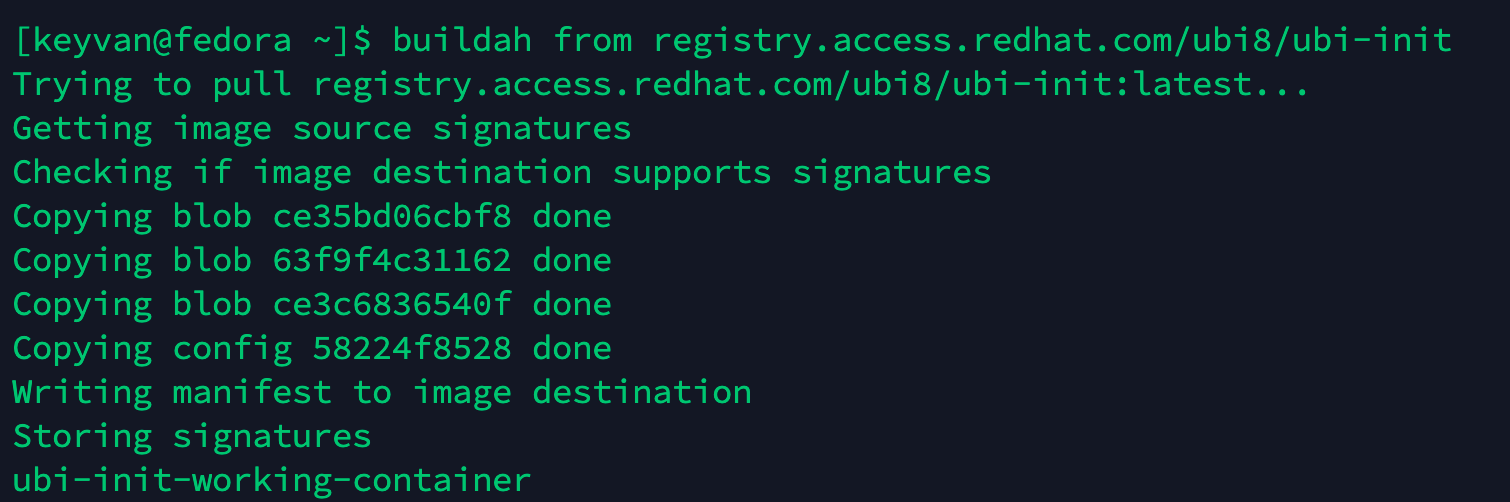 [keyvan@fedora ~]$ buildah from registry.access.redhat.com/ubi8/ubi-init
Trying to pull registry.access.redhat.com/ubi8/ubi-init:latest...
Getting image source signatures
Checking if image destination supports signatures
Copying blob ce35bd06cbf8 done
Copying blob 63f9f4c31162 done
Copying blob ce3c6836540f done
Copying config 58224f8528 done
Writing manifest to image destination
Storing signatures
ubi-init-working-container